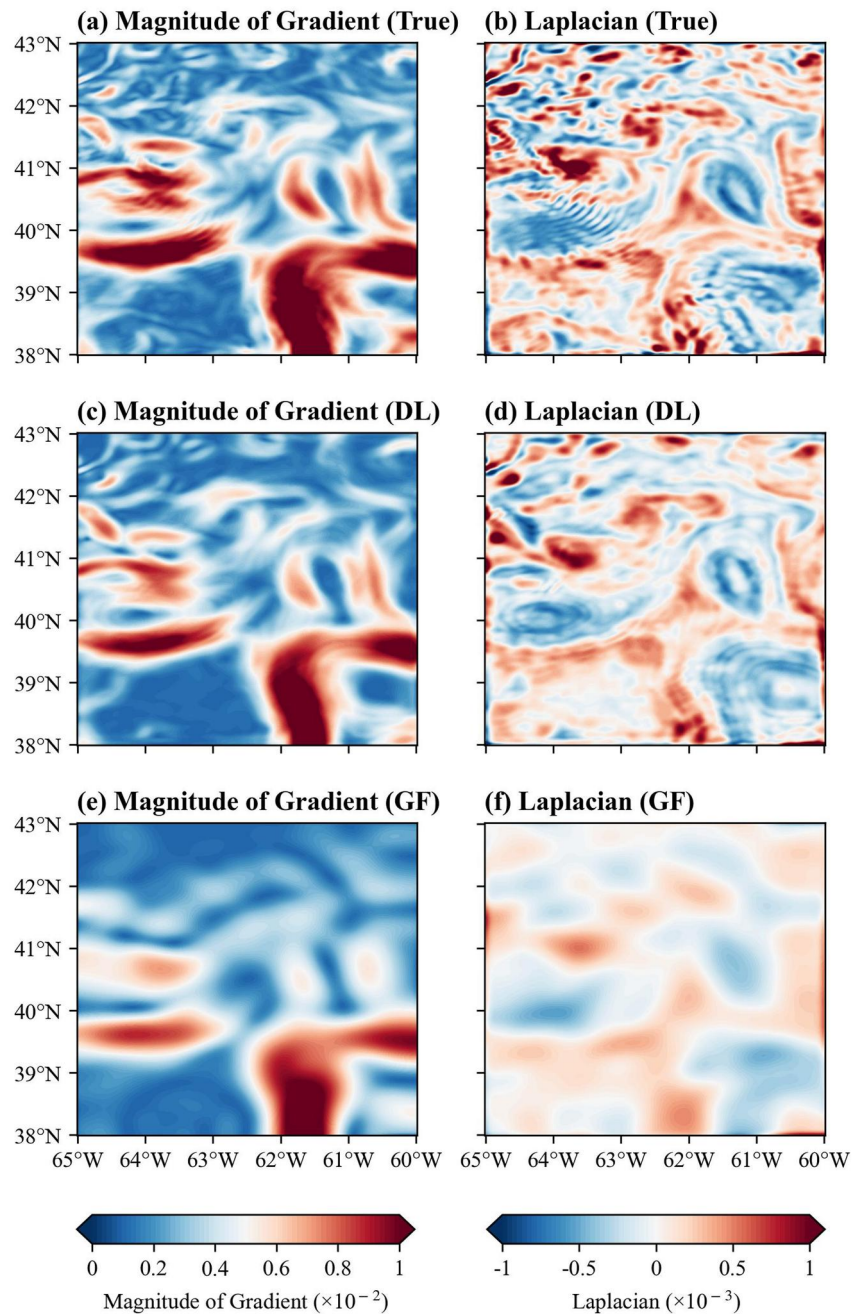 (a) Magnitude of Gradient (True) (b) Laplacian (True)
43°N
42°N
41°N
40°N
39°N
38°N
(c) Magnitude of Gradient (DL) (d) Laplacian (DL)
43°N
42°N
41°N
40°N
39°N
38°N
(e) Magnitude of Gradient (GF) (f) Laplacian (GF)
43°N
42°N
41°N
40°N
39°N
38°N
65°W 64°W 63°W 62°W 61°W 60°W 65°W 64°W 63°W 62°W 61°W 60°W
0 0.2 0.4 0.6 0.8 1 -1 -0.5 0 0.5 1
Magnitude of Gradient (×10⁻²) Laplacian (×10⁻³)